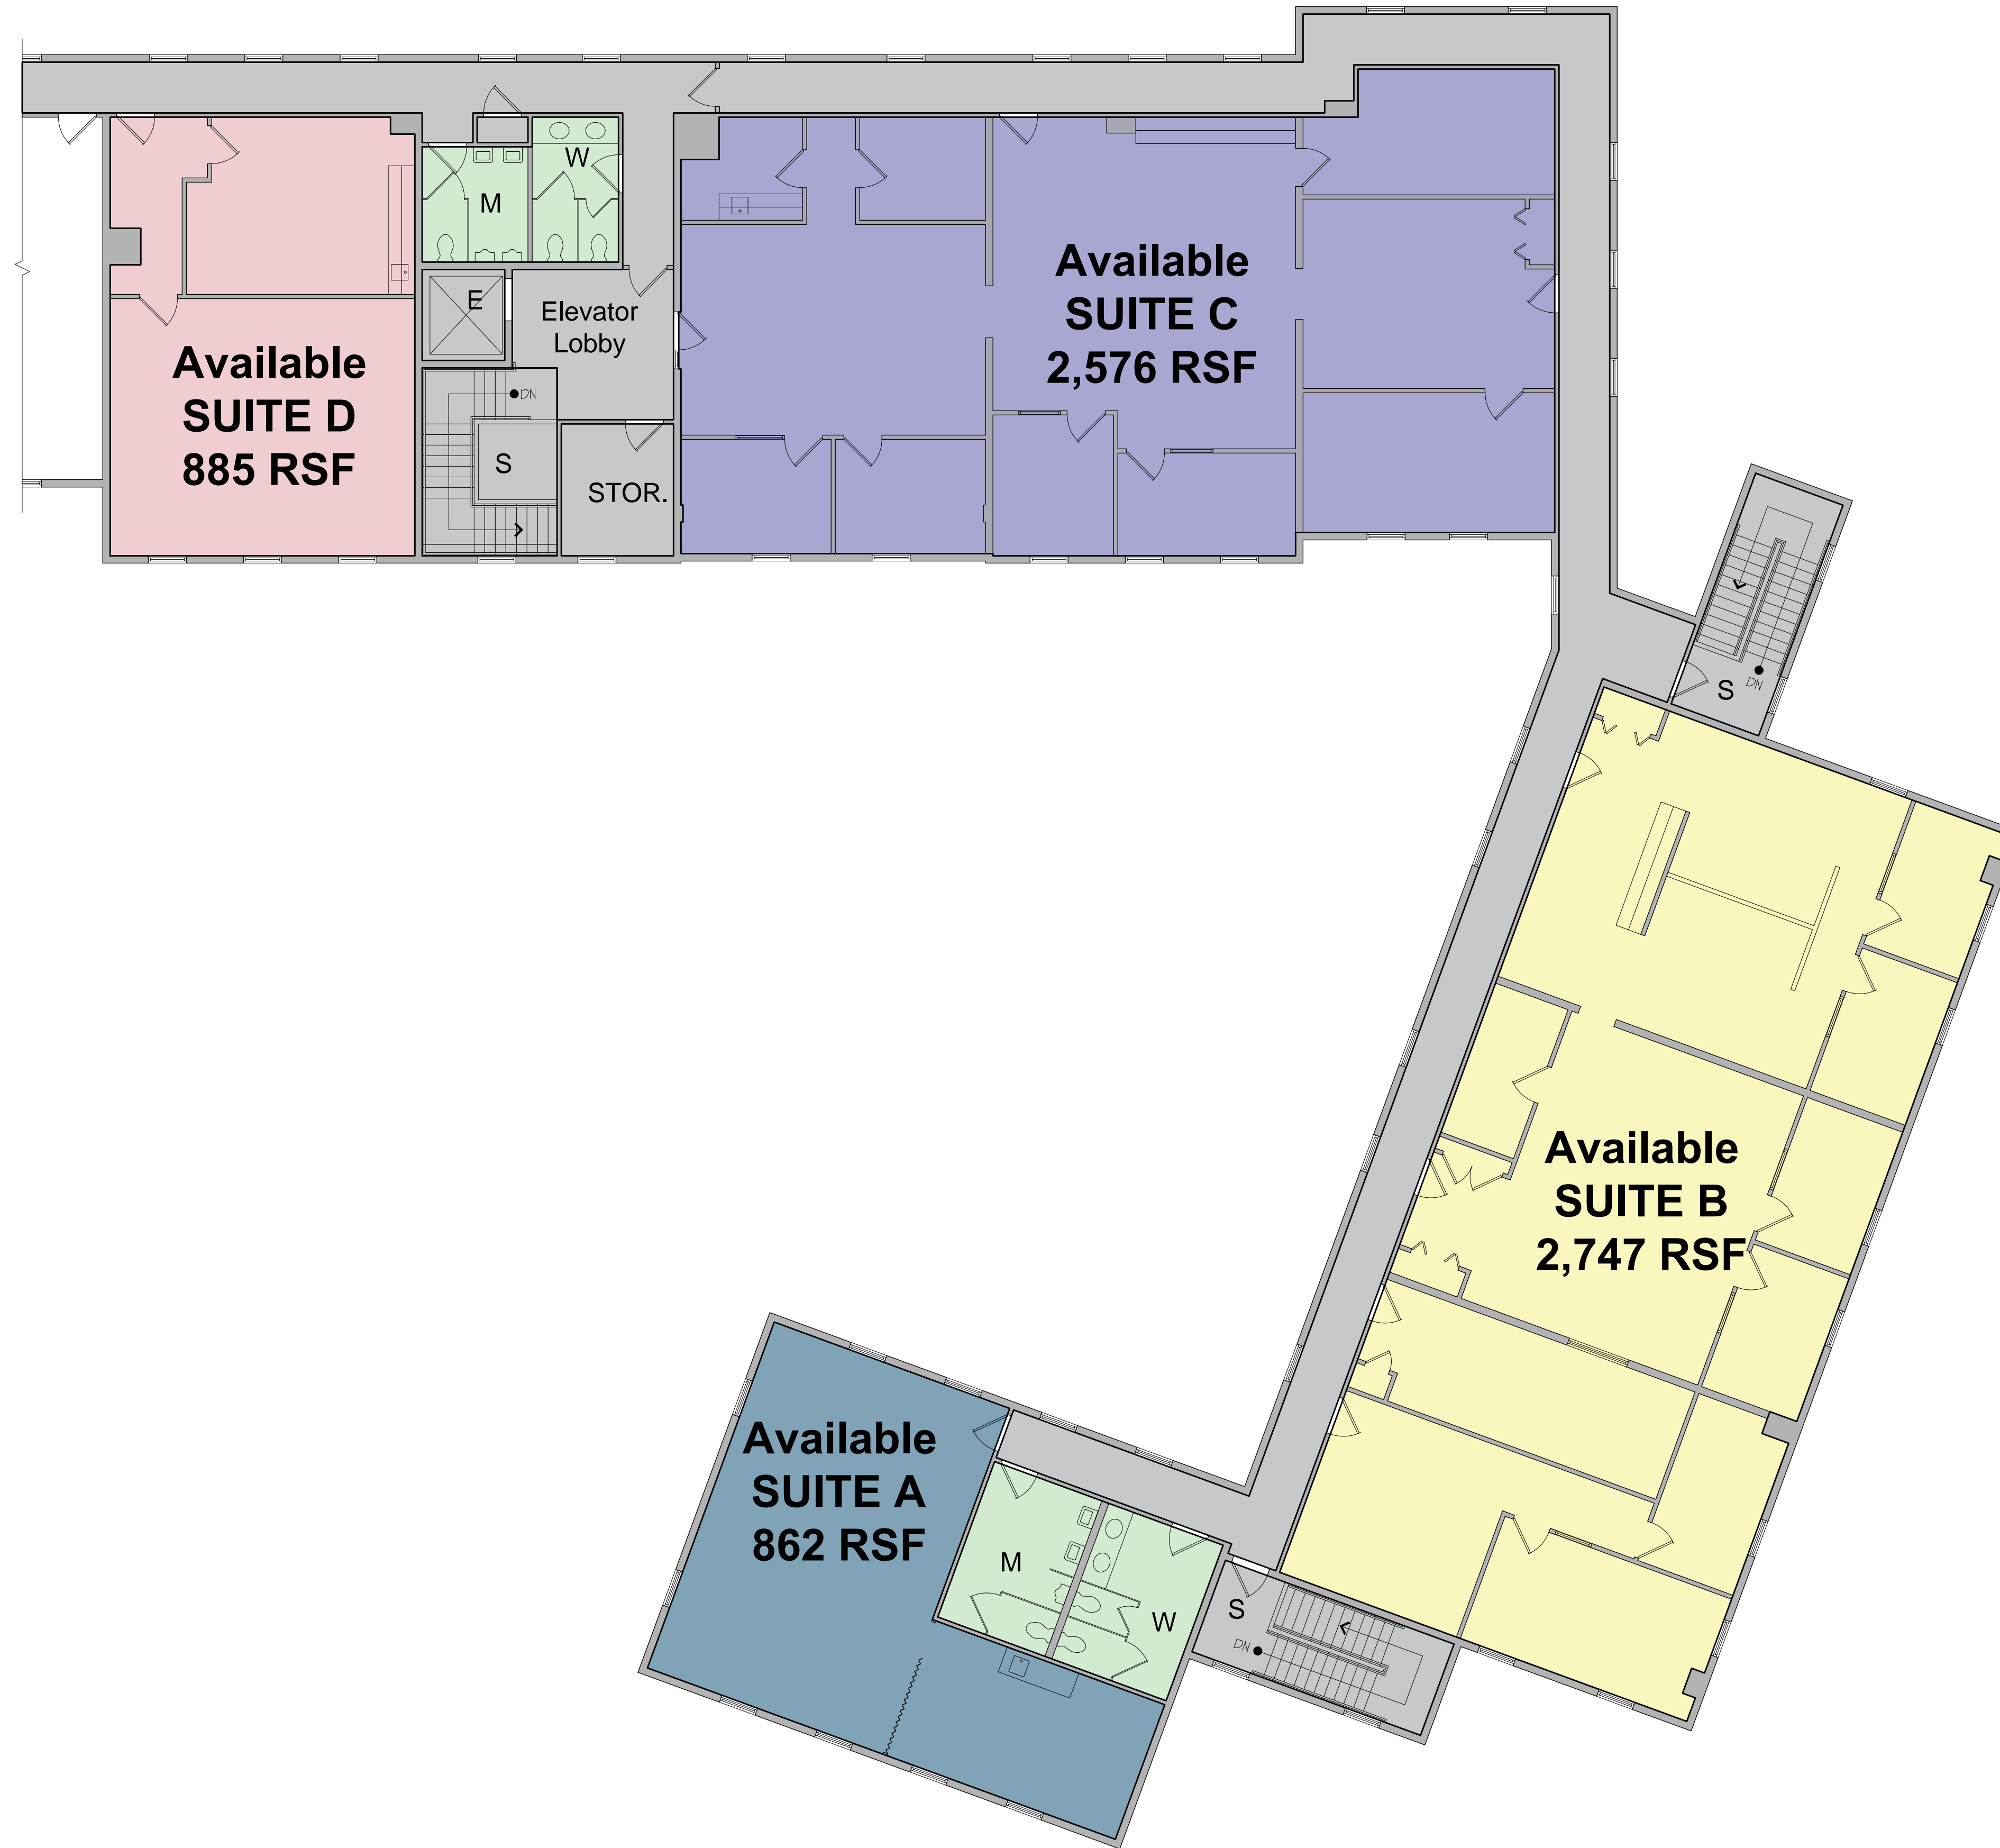 W
M
E
Elevator
Lobby
DN
S
STOR.
Available
SUITE D
885 RSF
Available
SUITE C
2,576 RSF
S
DN
Available
SUITE B
2,747 RSF
Available
SUITE A
862 RSF
M
W
S
DN